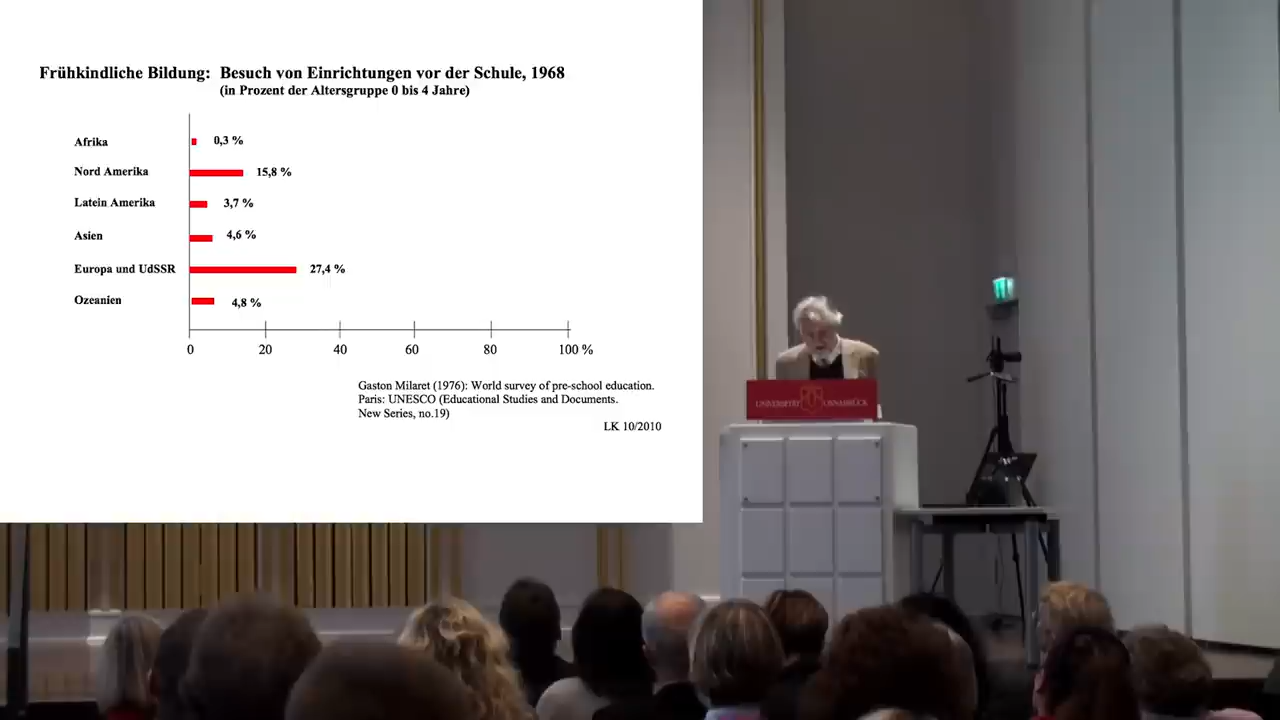 Frühkindliche Bildung: Besuch von Einrichtungen vor der Schule, 1968
(in Prozent der Altersgruppe 0 bis 4 Jahre)
Afrika 0,3 %
Nord Amerika 15,8 %
Latein Amerika 3,7 %
Asien 4,6 %
Europa und UdSSR 27,4 %
Ozeanien 4,8 %
0 20 40 60 80 100 %
Gaston Milaret (1976): World survey of pre-school education.
Paris: UNESCO (Educational Studies and Documents.
New Series, no.19)
LK 10/2010
UNIVERSITÄT OSNABRÜCK